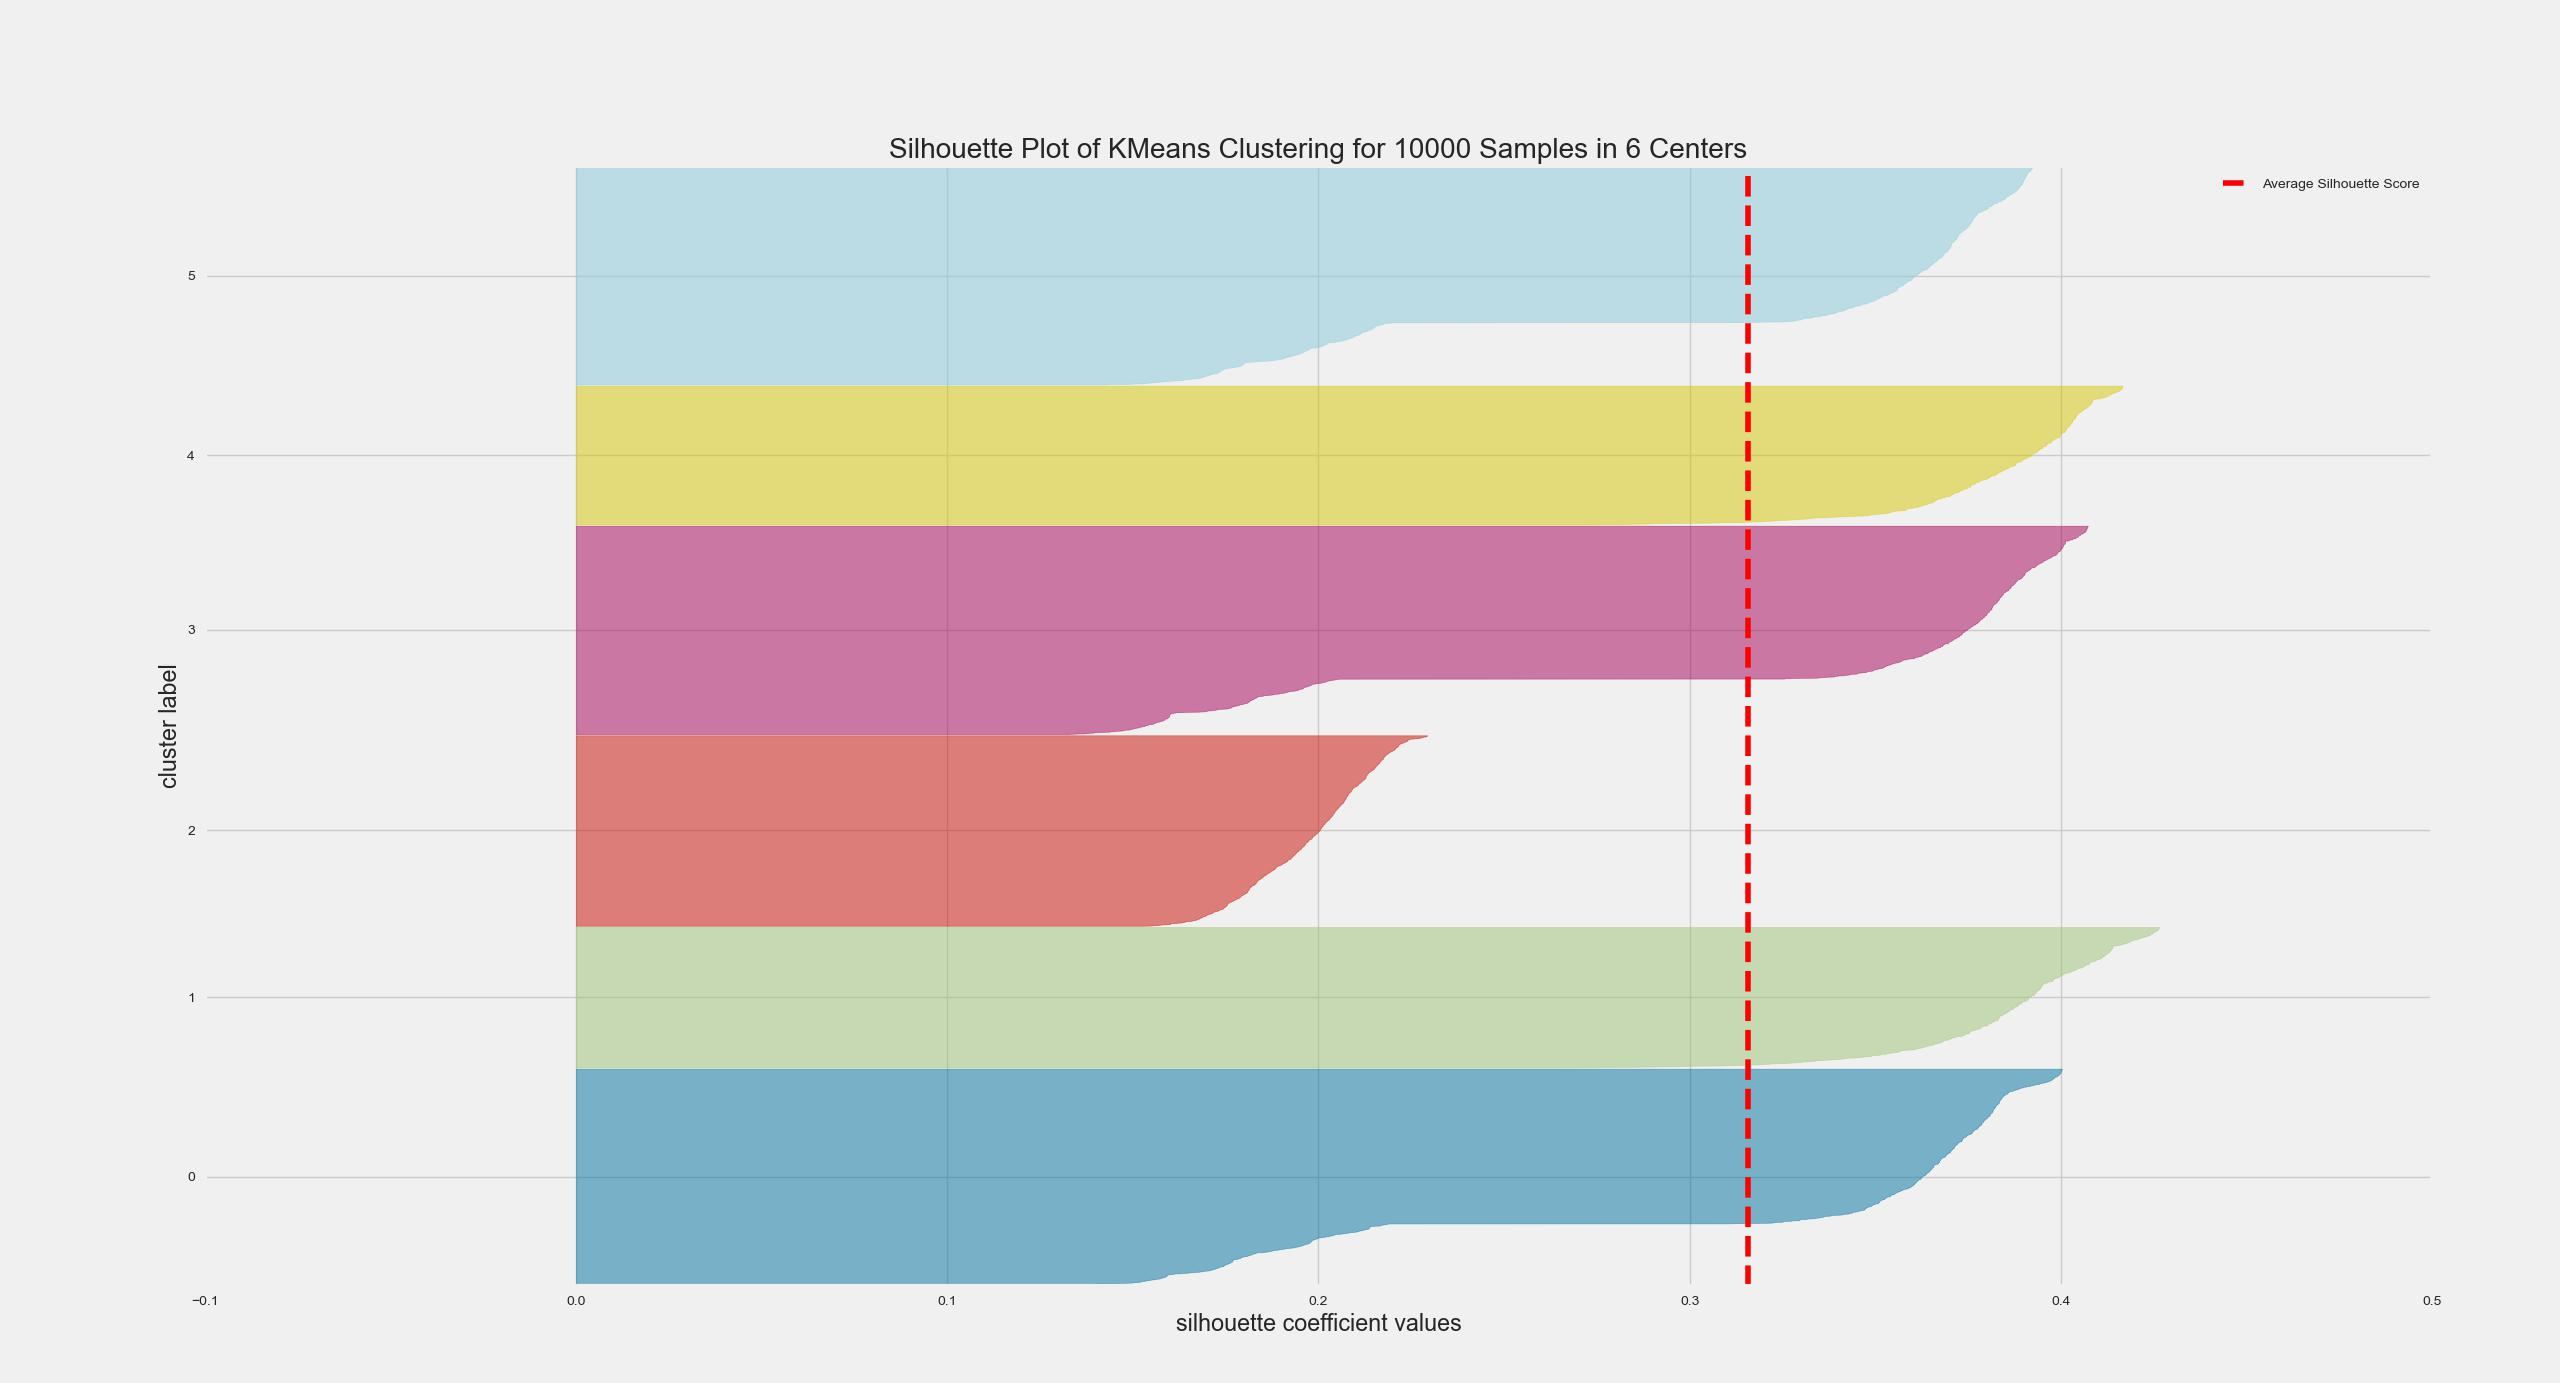 Silhouette Plot of KMeans Clustering for 10000 Samples in 6 Centers
Average Silhouette Score
5
4
3
2
1
0
cluster label
−0.1 0.0 0.1 0.2 0.3 0.4 0.5
silhouette coefficient values